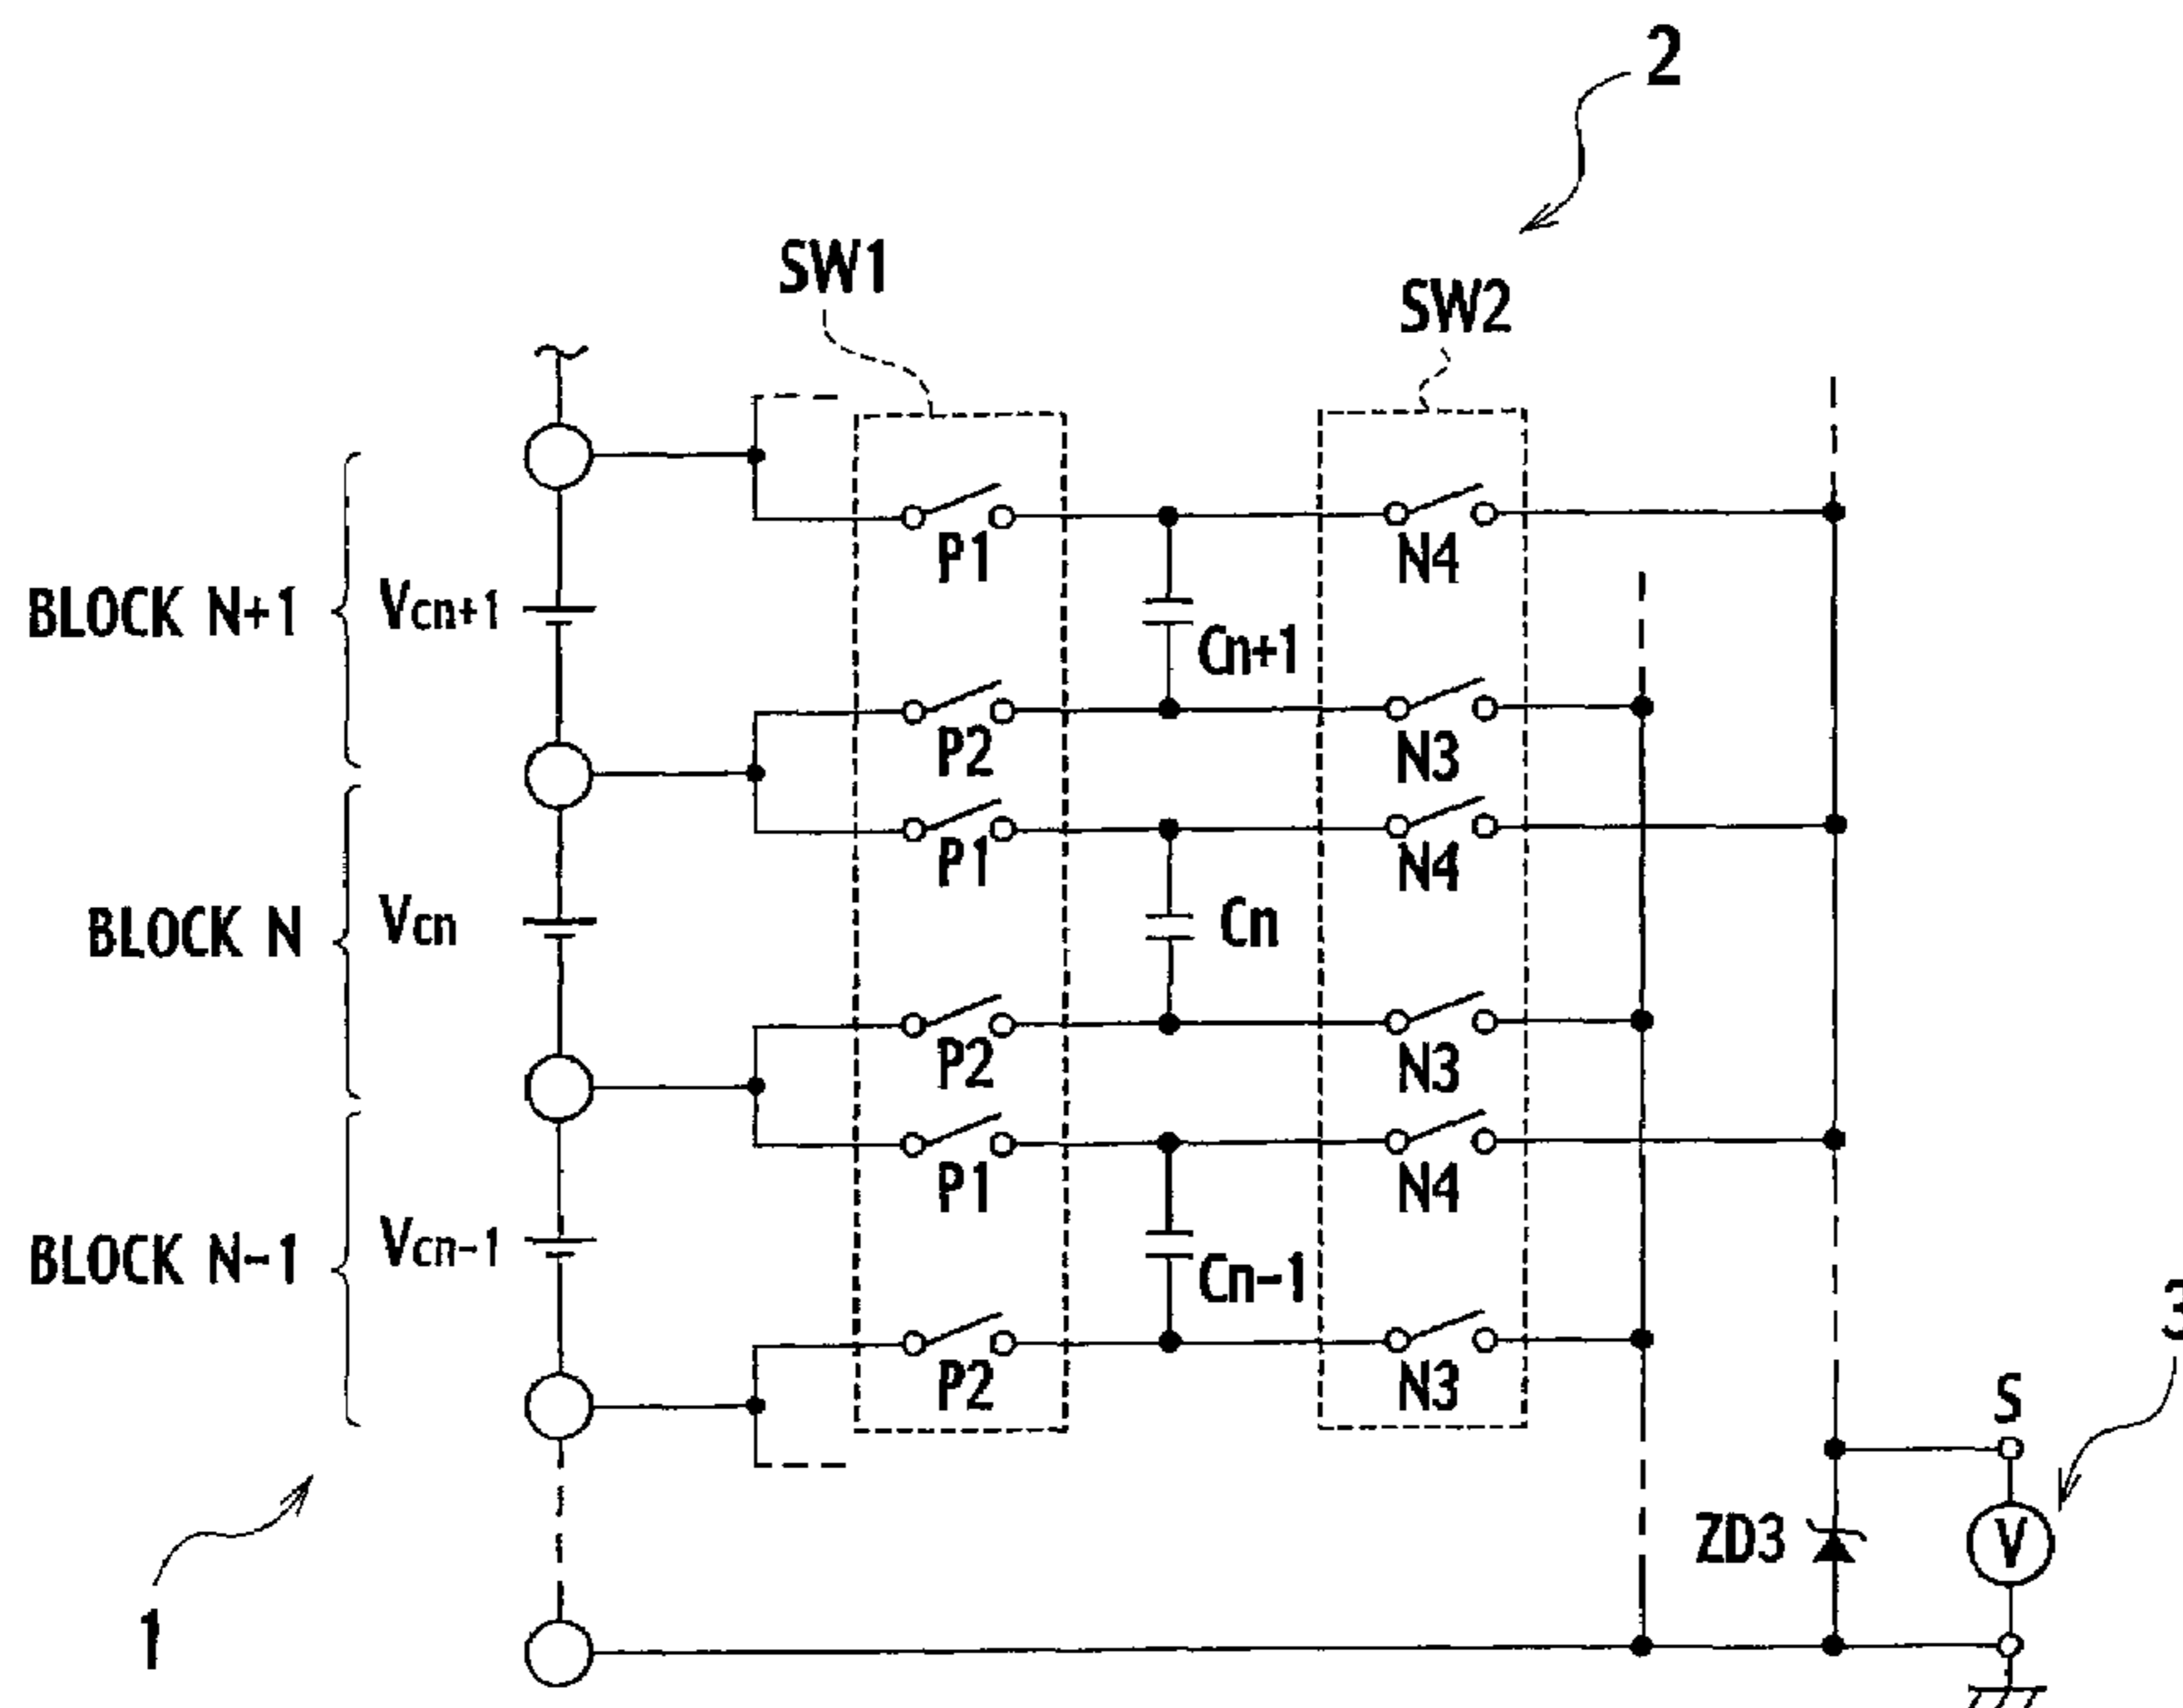 2
SW1
SW2
P1
N4
BLOCK N+1
Vcn+1
Cn+1
P2
N3
P1
N4
BLOCK N
Vcn
Cn
P2
N3
P1
N4
BLOCK N-1
Vcn-1
Cn-1
3
P2
N3
S
ZD3
V
1